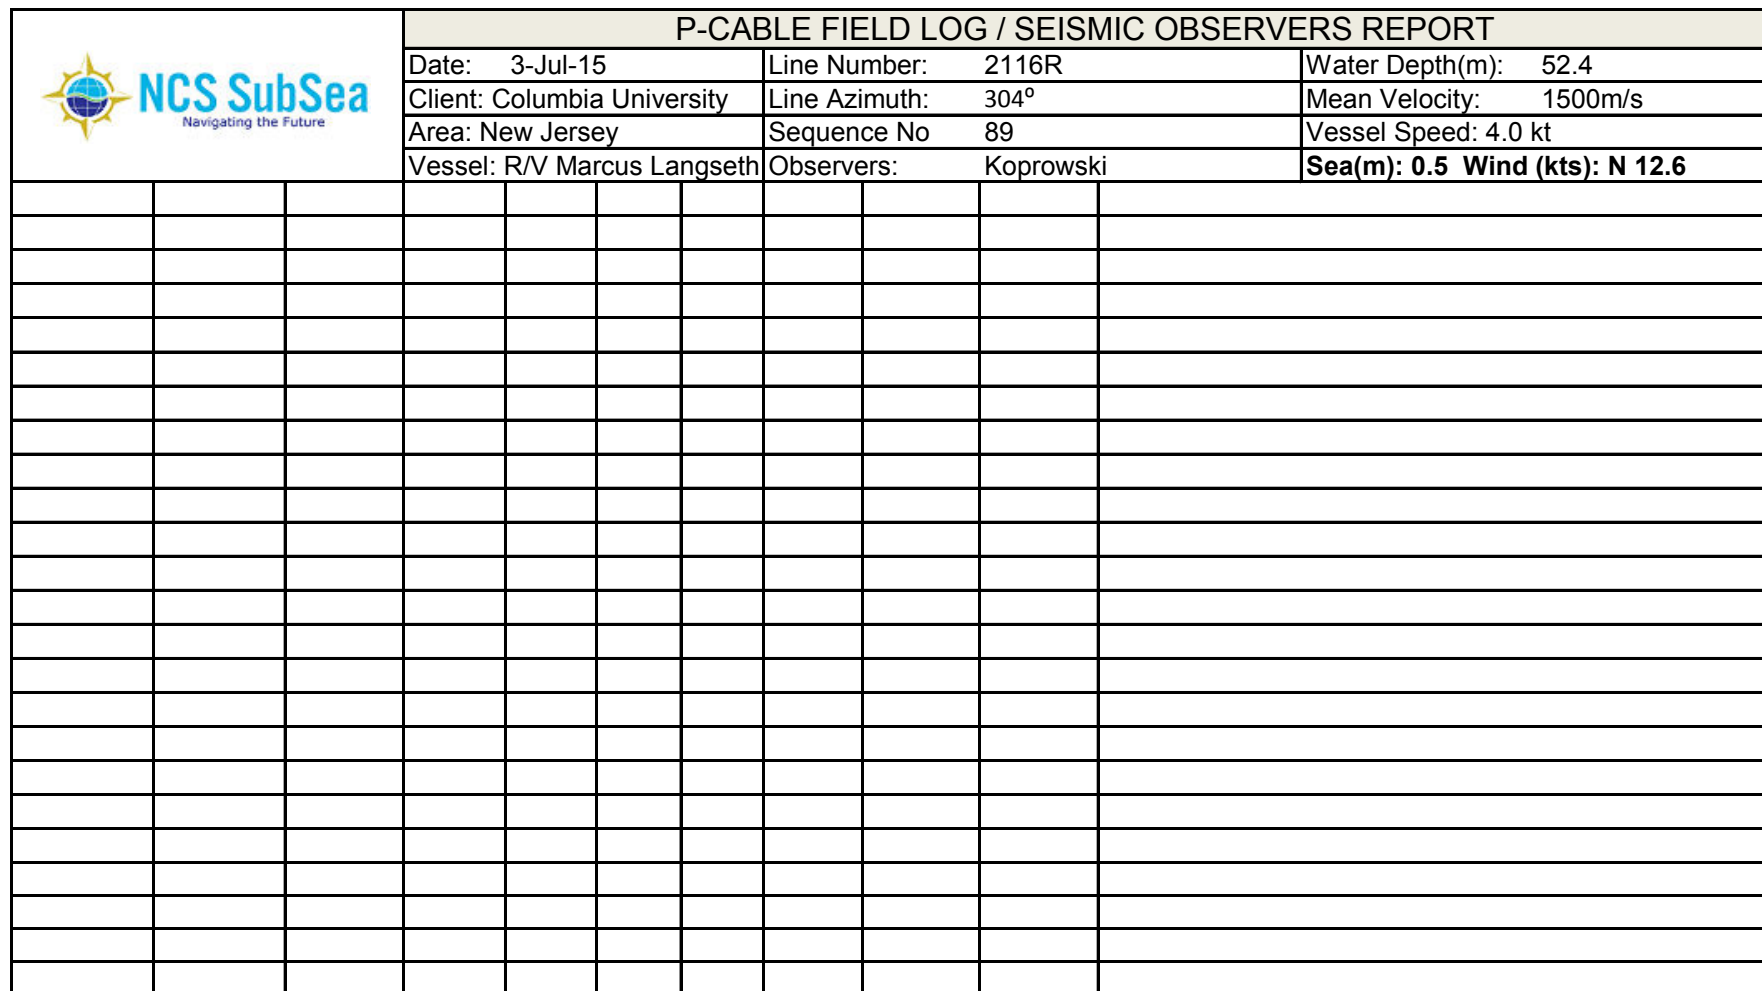 P-CABLE FIELD LOG / SEISMIC OBSERVERS REPORT
NCS SubSea
Navigating the Future
Date: 3-Jul-15 Line Number: 2116R Water Depth(m): 52.4
Client: Columbia University Line Azimuth: 304⁰ Mean Velocity: 1500m/s
Area: New Jersey Sequence No 89 Vessel Speed: 4.0 kt
Vessel: R/V Marcus Langseth Observers: Koprowski Sea(m): 0.5 Wind (kts): N 12.6